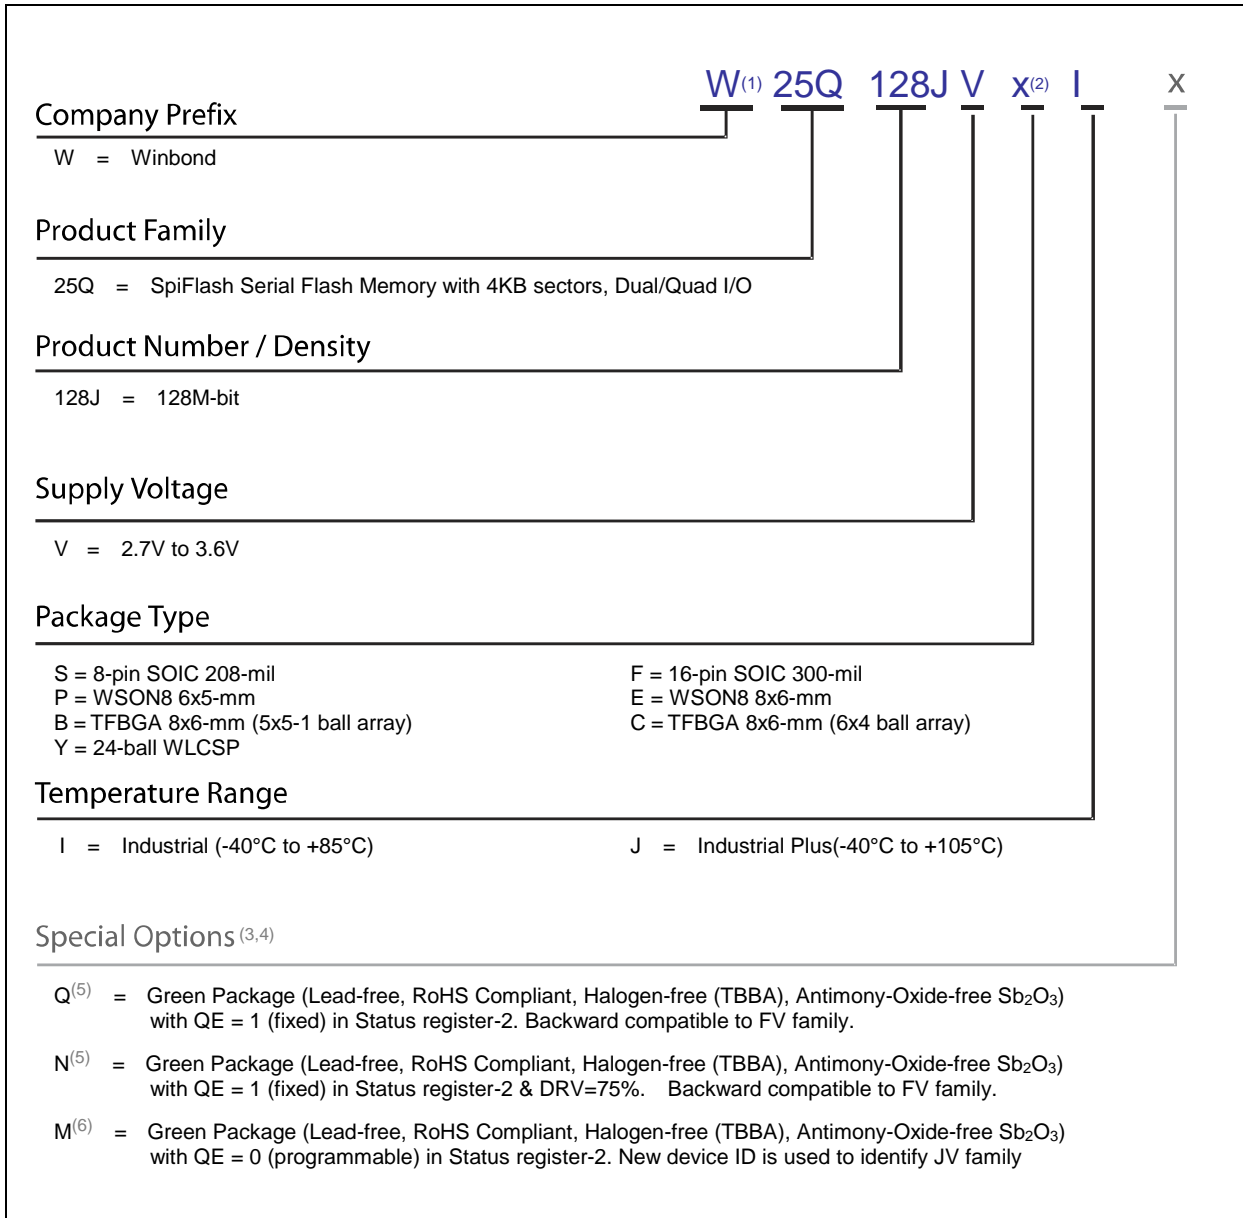 W(1) 25Q 128J V x(2) I x
Company Prefix
W = Winbond
Product Family
25Q = SpiFlash Serial Flash Memory with 4KB sectors, Dual/Quad I/O
Product Number / Density
128J = 128M-bit
Supply Voltage
V = 2.7V to 3.6V
Package Type
S = 8-pin SOIC 208-mil F = 16-pin SOIC 300-mil
P = WSON8 6x5-mm E = WSON8 8x6-mm
B = TFBGA 8x6-mm (5x5-1 ball array) C = TFBGA 8x6-mm (6x4 ball array)
Y = 24-ball WLCSP
Temperature Range
I = Industrial (-40°C to +85°C) J = Industrial Plus(-40°C to +105°C)
Special Options (3,4)
Q(5) = Green Package (Lead-free, RoHS Compliant, Halogen-free (TBBA), Antimony-Oxide-free Sb₂O₃)
with QE = 1 (fixed) in Status register-2. Backward compatible to FV family.
N(5) = Green Package (Lead-free, RoHS Compliant, Halogen-free (TBBA), Antimony-Oxide-free Sb₂O₃)
with QE = 1 (fixed) in Status register-2 & DRV=75%. Backward compatible to FV family.
M(6) = Green Package (Lead-free, RoHS Compliant, Halogen-free (TBBA), Antimony-Oxide-free Sb₂O₃)
with QE = 0 (programmable) in Status register-2. New device ID is used to identify JV family